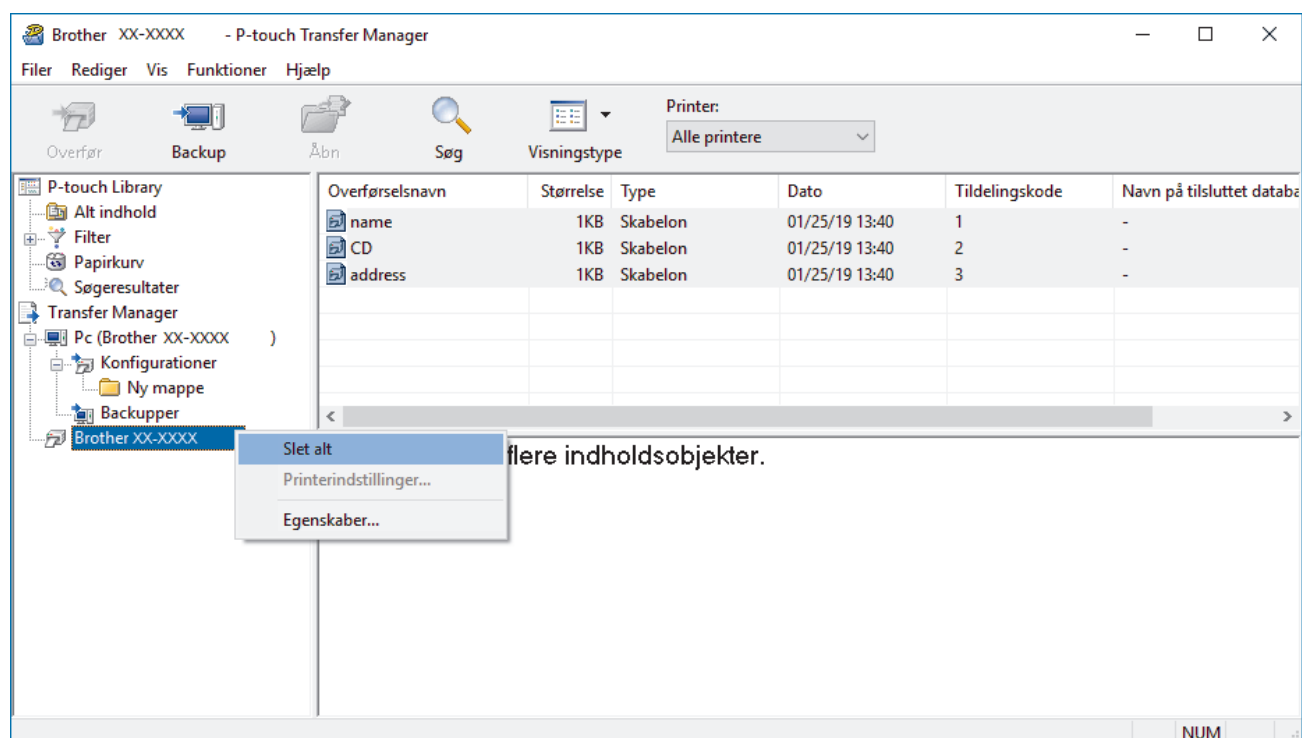 Brother XX-XXXX - P-touch Transfer Manager
Filer Rediger Vis Funktioner Hjælp
Printer:
Alle printere
Overfør Backup Åbn Søg Visningstype
P-touch Library
Alt indhold
Filter
Papirkurv
Søgeresultater
Transfer Manager
Pc (Brother XX-XXXX )
Konfigurationer
Ny mappe
Backupper
Brother XX-XXXX
Overførselsnavn Størrelse Type Dato Tildelingskode Navn på tilsluttet databa
name 1KB Skabelon 01/25/19 13:40 1 -
CD 1KB Skabelon 01/25/19 13:40 2 -
address 1KB Skabelon 01/25/19 13:40 3 -
Slet alt
Printerindstillinger...
Egenskaber...
flere indholdsobjekter.
NUM